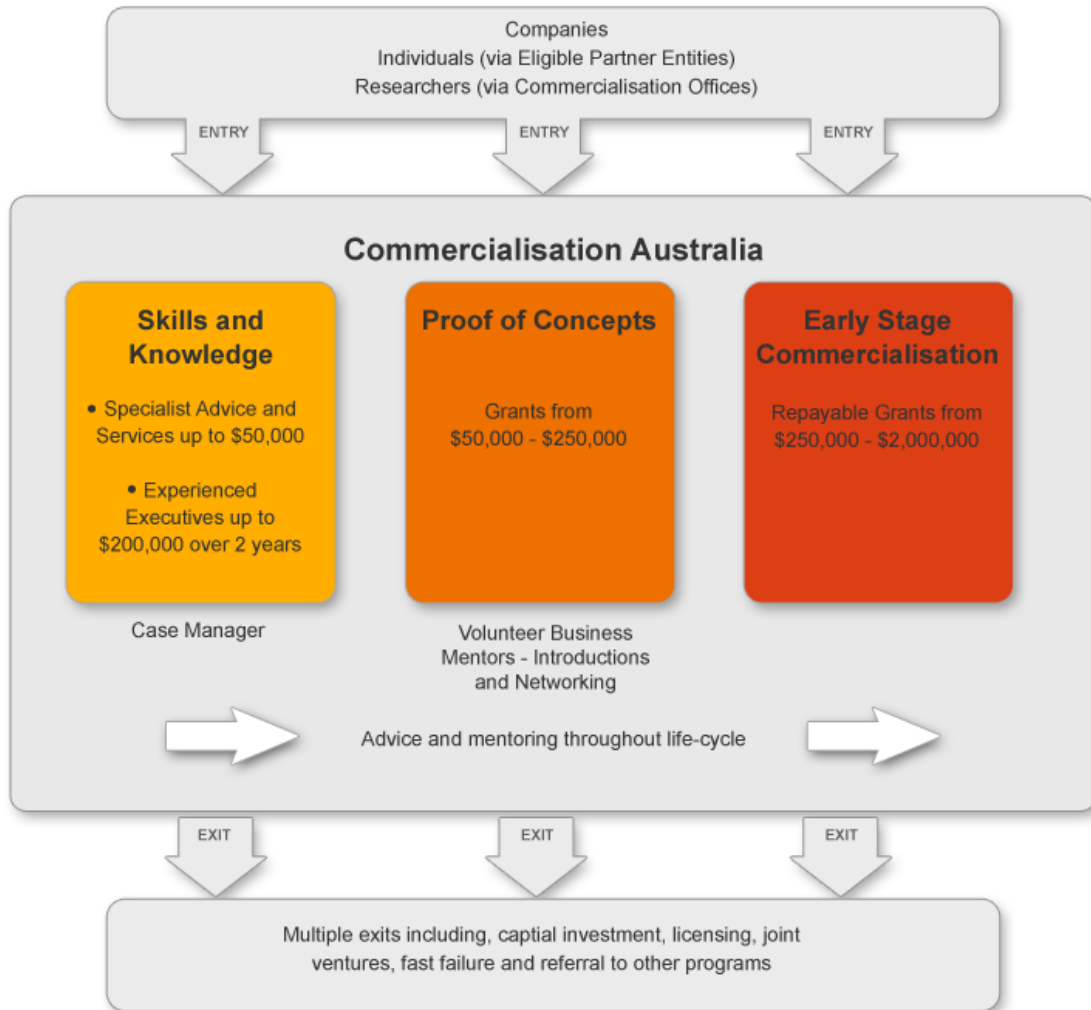 Companies
Individuals (via Eligible Partner Entities)
Researchers (via Commercialisation Offices)
ENTRY
ENTRY
ENTRY
Commercialisation Australia
Skills and
Knowledge
• Specialist Advice and
Services up to $50,000
• Experienced
Executives up to
$200,000 over 2 years
Proof of Concepts
Grants from
$50,000 - $250,000
Early Stage
Commercialisation
Repayable Grants from
$250,000 - $2,000,000
Case Manager
Volunteer Business
Mentors - Introductions
and Networking
Advice and mentoring throughout life-cycle
EXIT
EXIT
EXIT
Multiple exits including, captial investment, licensing, joint
ventures, fast failure and referral to other programs